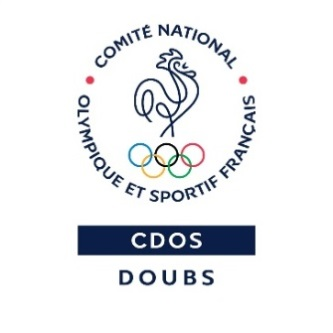 COMITÉ NATIONAL
OLYMPIQUE ET SPORTIF FRANÇAIS
CDOS
DOUBS